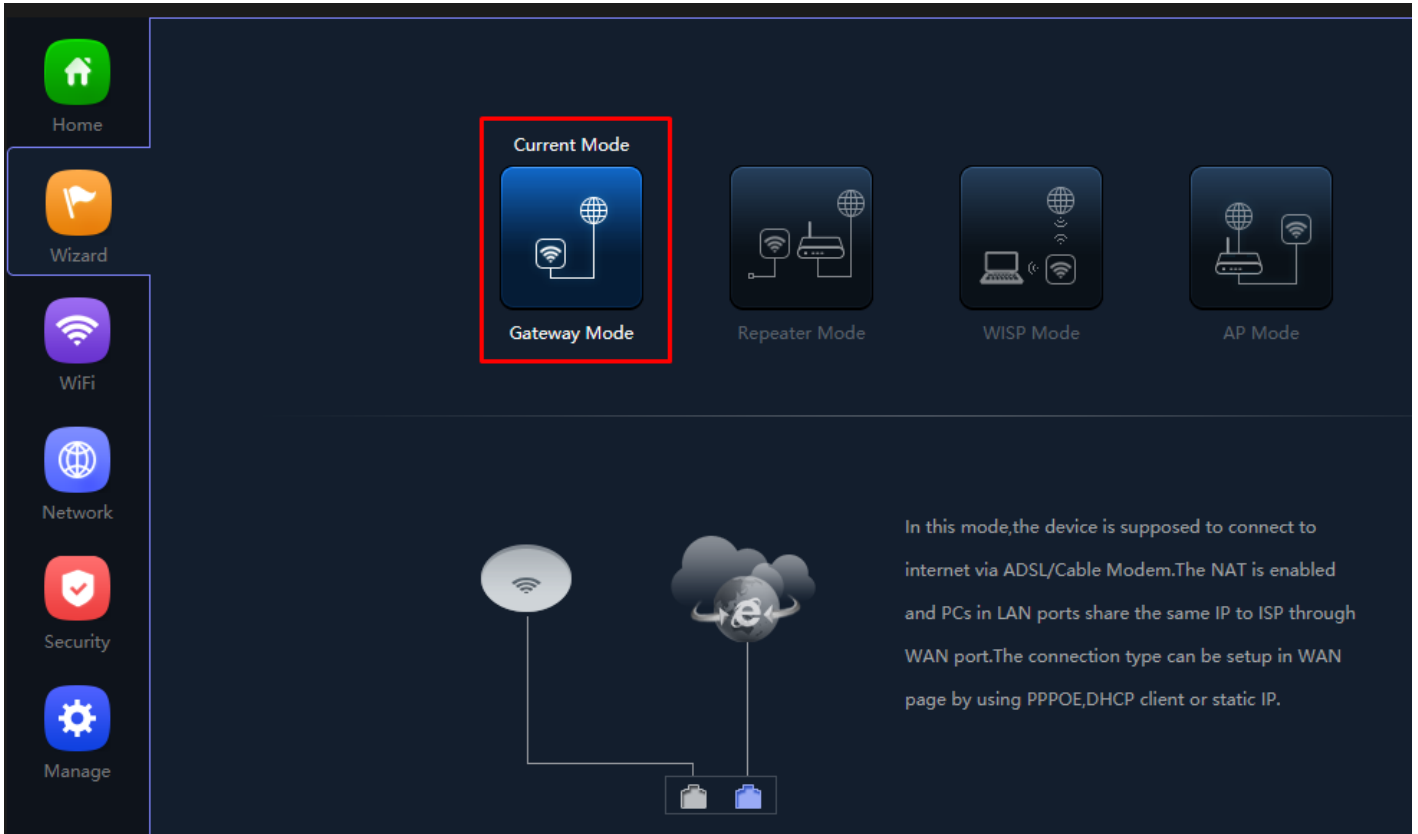 Home
Wizard
WiFi
Network
Security
Manage
Current Mode
Gateway Mode
Repeater Mode
WISP Mode
AP Mode
In this mode,the device is supposed to connect to
internet via ADSL/Cable Modem.The NAT is enabled
and PCs in LAN ports share the same IP to ISP through
WAN port.The connection type can be setup in WAN
page by using PPPOE,DHCP client or static IP.